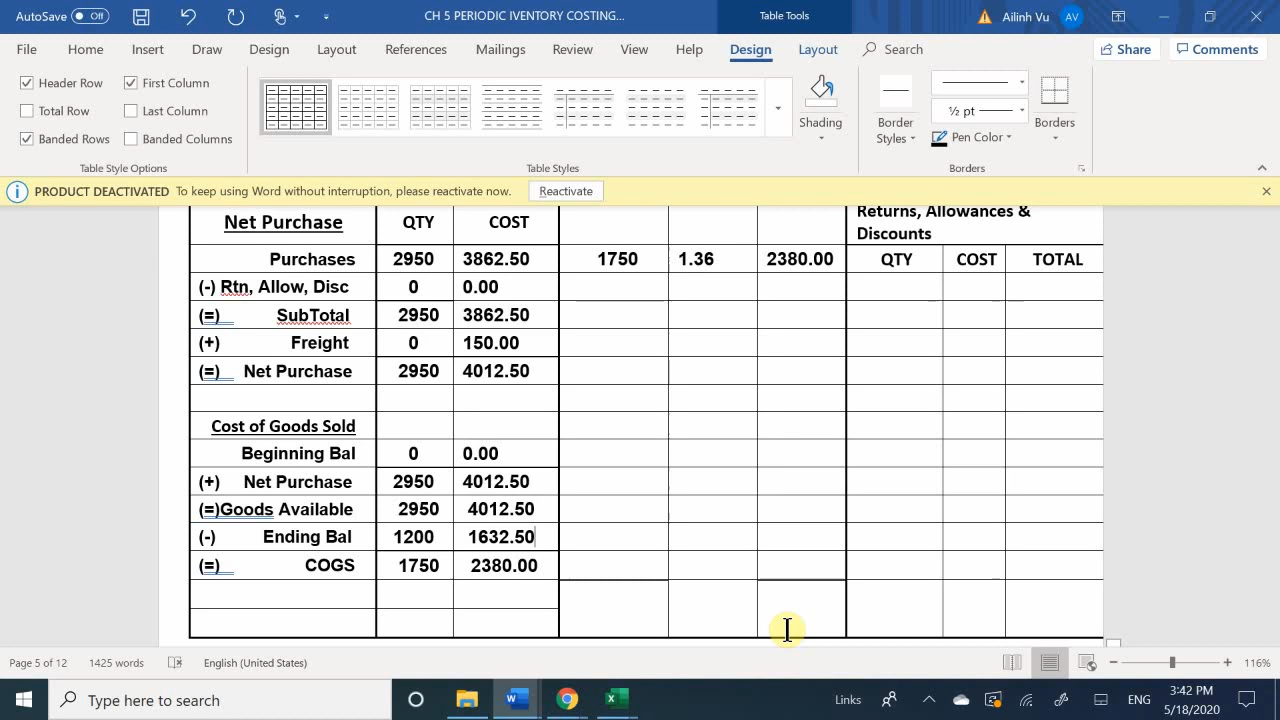 AutoSave Off
CH 5 PERIODIC IVENTORY COSTING...
Table Tools
Ailinh Vu AV
File Home Insert Draw Design Layout References Mailings Review View Help Design Layout Search Share Comments
Header Row First Column
Total Row Last Column
Banded Rows Banded Columns
Table Style Options
Table Styles
Shading
Border Styles
½ pt
Pen Color
Borders
Borders
PRODUCT DEACTIVATED To keep using Word without interruption, please reactivate now. Reactivate
Returns, Allowances &
Discounts
Net Purchase QTY COST
Purchases 2950 3862.50 1750 1.36 2380.00 QTY COST TOTAL
(-) Rtn, Allow, Disc 0 0.00
(=) SubTotal 2950 3862.50
(+) Freight 0 150.00
(=) Net Purchase 2950 4012.50
Cost of Goods Sold
Beginning Bal 0 0.00
(+) Net Purchase 2950 4012.50
(=)Goods Available 2950 4012.50
(-) Ending Bal 1200 1632.50
(=) COGS 1750 2380.00
Page 5 of 12 1425 words English (United States) 116%
Type here to search
Links
ENG
3:42 PM
5/18/2020